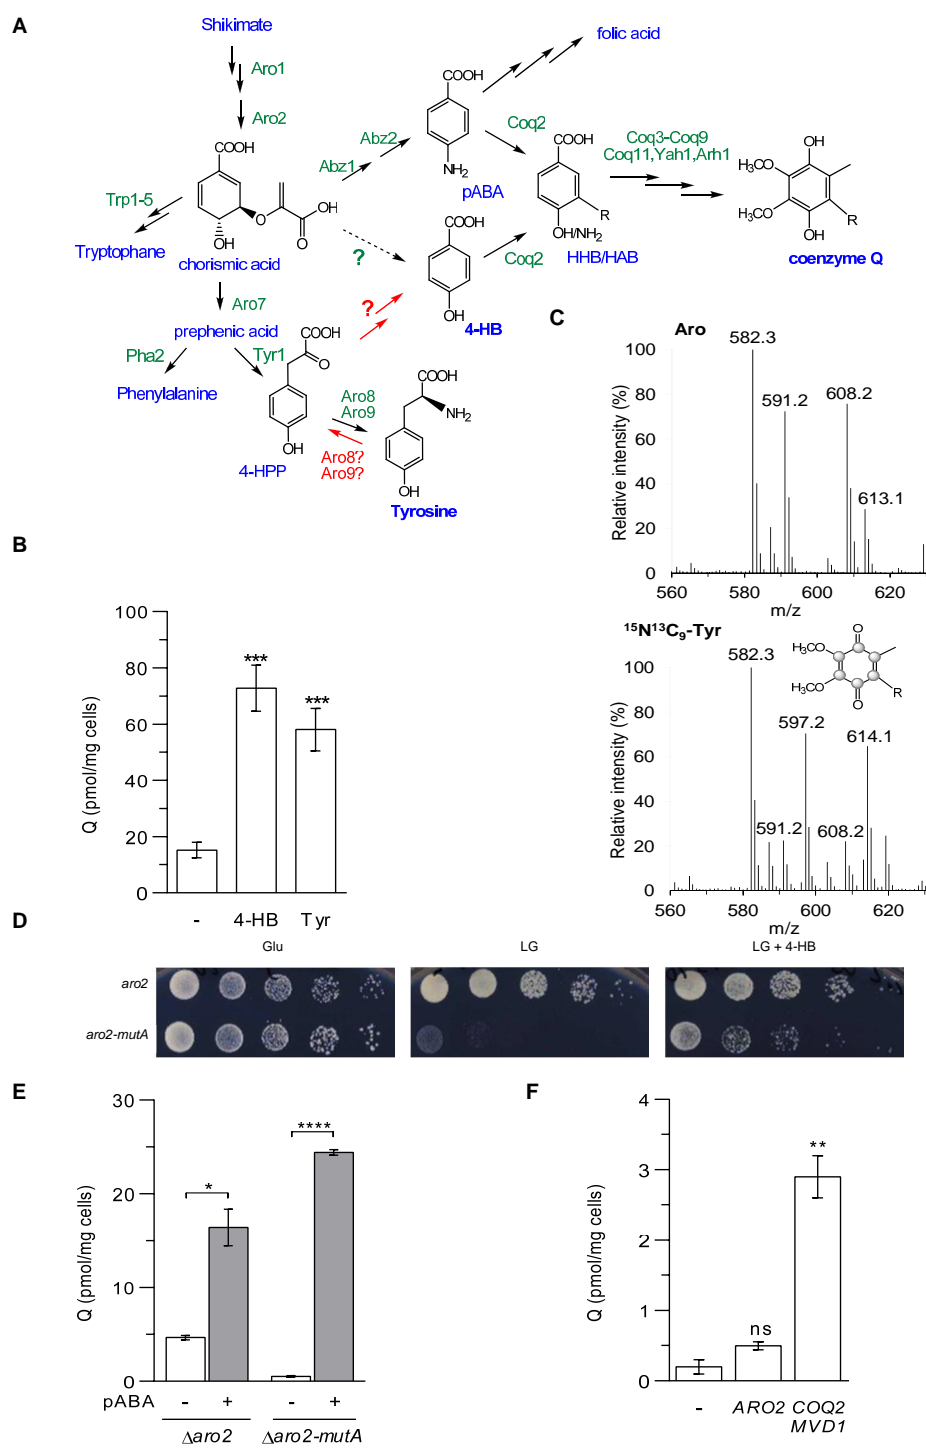 A
Shikimate
Aro1
Aro2
COOH
O
O
OH
OH
Trp1-5
Tryptophane
chorismic acid
Aro7
prephenic acid
Pha2
Phenylalanine
Tyr1
COOH
O
OH
4-HPP
Abz1
Abz2
COOH
NH2
pABA
folic acid
?
?
COOH
OH
4-HB
Coq2
Coq2
COOH
R
OH/NH2
HHB/HAB
Coq3-Coq9
Coq11,Yah1,Arh1
OH
H3CO
H3CO
R
OH
coenzyme Q
Aro8
Aro9
Aro8?
Aro9?
COOH
NH2
OH
Tyrosine
B
Q (pmol/mg cells)
100
80
60
40
20
0
***
***
-
4-HB
Tyr
C
Aro
Relative intensity (%)
100
80
60
40
20
0
582.3
591.2
608.2
613.1
560
580
600
620
m/z
15N13C9-Tyr
O
H3CO
H3CO
R
O
Relative intensity (%)
100
80
60
40
20
0
582.3
597.2
614.1
591.2
608.2
560
580
600
620
m/z
D
Glu
LG
LG + 4-HB
aro2
aro2-mutA
E
Q (pmol/mg cells)
30
20
10
0
*
****
pABA - + - +
Δaro2
Δaro2-mutA
F
Q (pmol/mg cells)
4
3
2
1
0
ns
**
-
ARO2
COQ2
MVD1